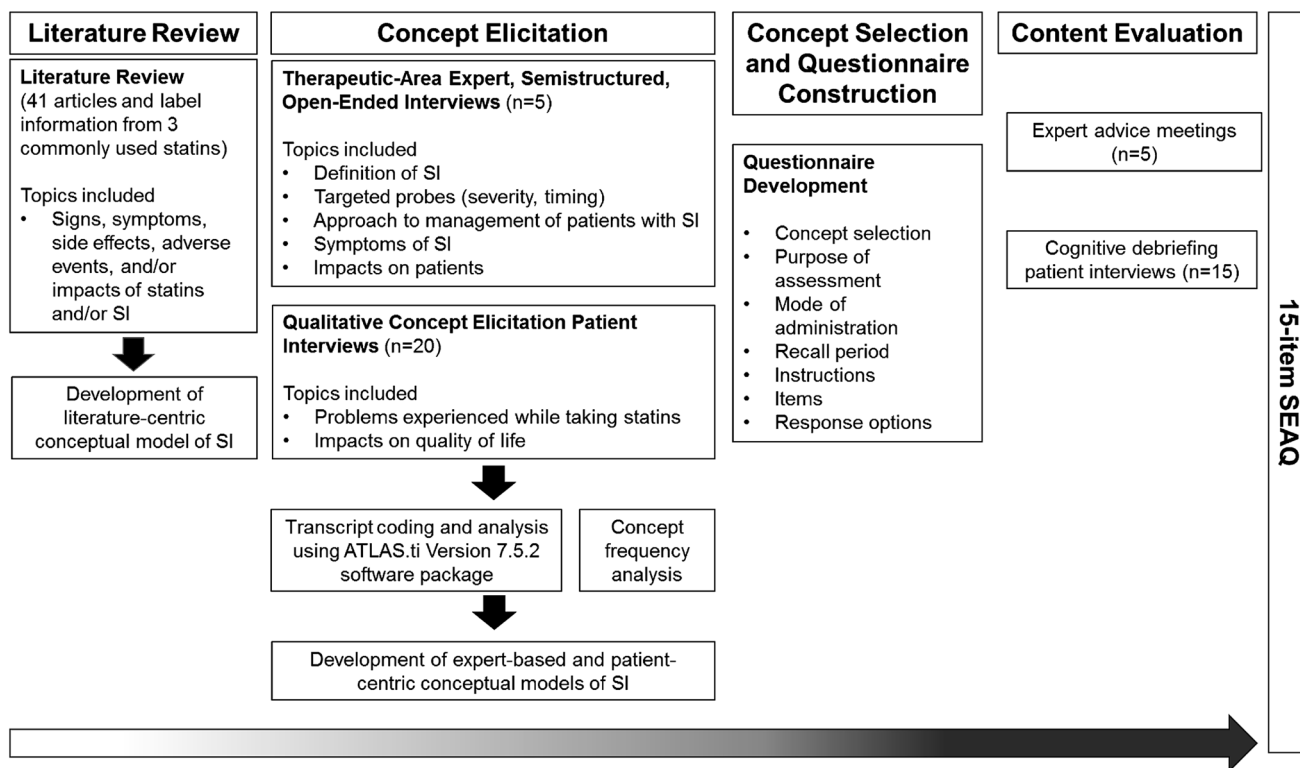 Literature Review
Literature Review
(41 articles and label
information from 3
commonly used statins)
Topics included
• Signs, symptoms,
side effects, adverse
events, and/or
impacts of statins
and/or SI
Development of
literature-centric
conceptual model of SI
Concept Elicitation
Therapeutic-Area Expert, Semistructured,
Open-Ended Interviews (n=5)
Topics included
• Definition of SI
• Targeted probes (severity, timing)
• Approach to management of patients with SI
• Symptoms of SI
• Impacts on patients
Qualitative Concept Elicitation Patient
Interviews (n=20)
Topics included
• Problems experienced while taking statins
• Impacts on quality of life
Transcript coding and analysis
using ATLAS.ti Version 7.5.2
software package
Concept
frequency
analysis
Development of expert-based and patient-
centric conceptual models of SI
Concept Selection
and Questionnaire
Construction
Questionnaire
Development
• Concept selection
• Purpose of
assessment
• Mode of
administration
• Recall period
• Instructions
• Items
• Response options
Content Evaluation
Expert advice meetings
(n=5)
Cognitive debriefing
patient interviews (n=15)
15-item SEAQ